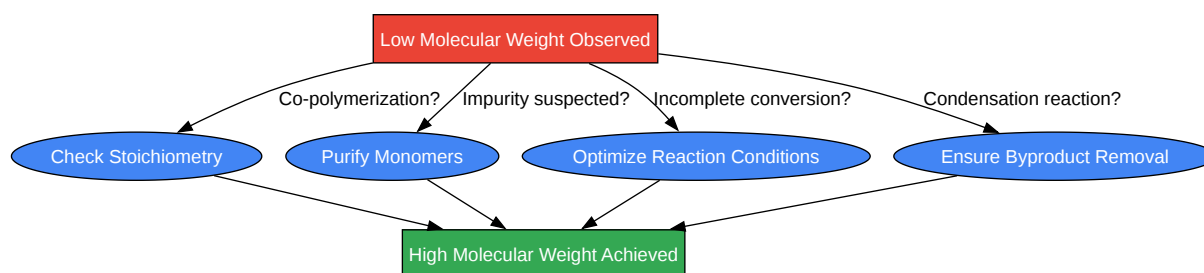 Low Molecular Weight Observed
Co-polymerization?
Impurity suspected?
Incomplete conversion?
Condensation reaction?
Check Stoichiometry
Purify Monomers
Optimize Reaction Conditions
Ensure Byproduct Removal
High Molecular Weight Achieved